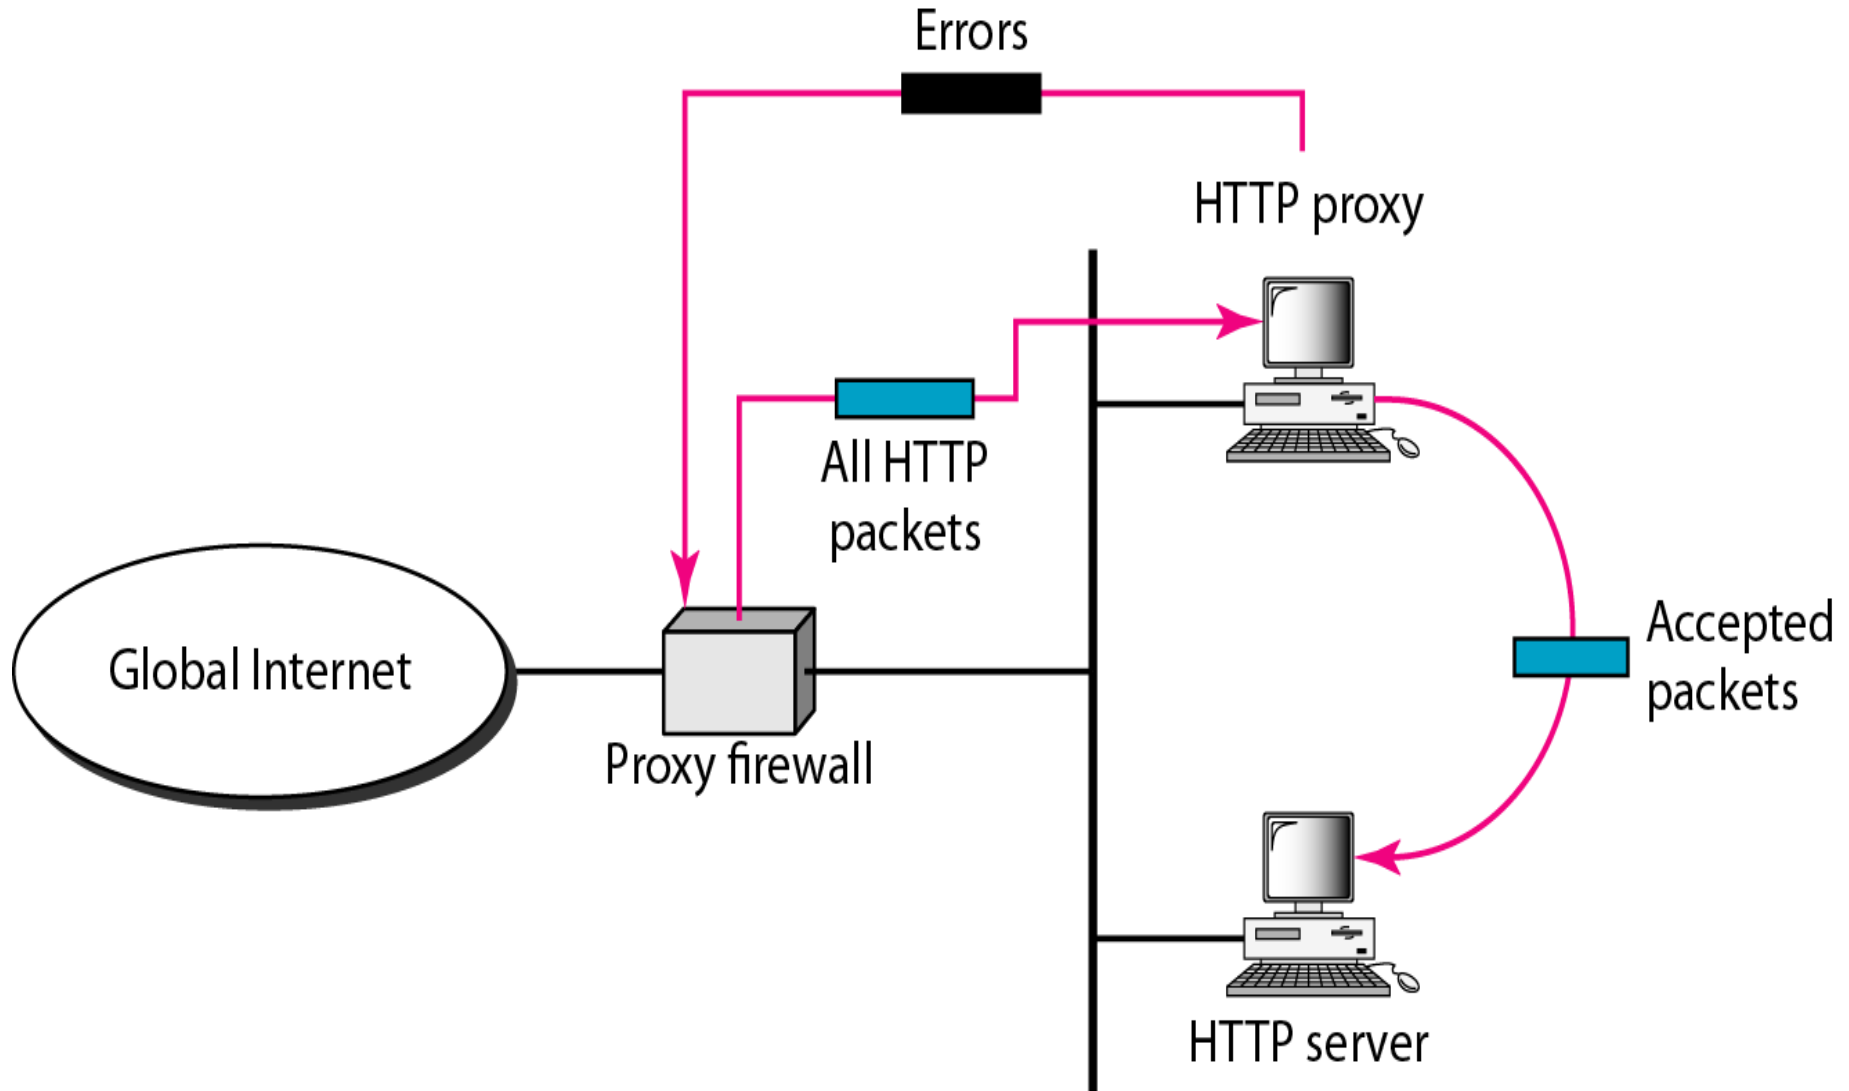 Errors
HTTP proxy
All HTTP
packets
Global Internet
Proxy firewall
Accepted
packets
HTTP server